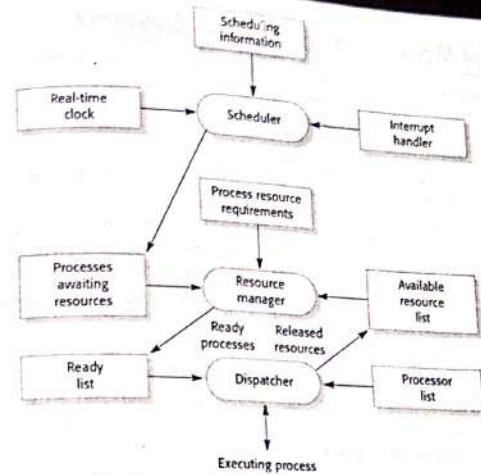 Scheduling
information
Real-time
clock
Scheduler
Interrupt
handler
Process resource
requirements
Processes
awaiting
resources
Resource
manager
Available
resource
list
Ready
processes
Released
resources
Ready
list
Dispatcher
Processor
list
Executing process